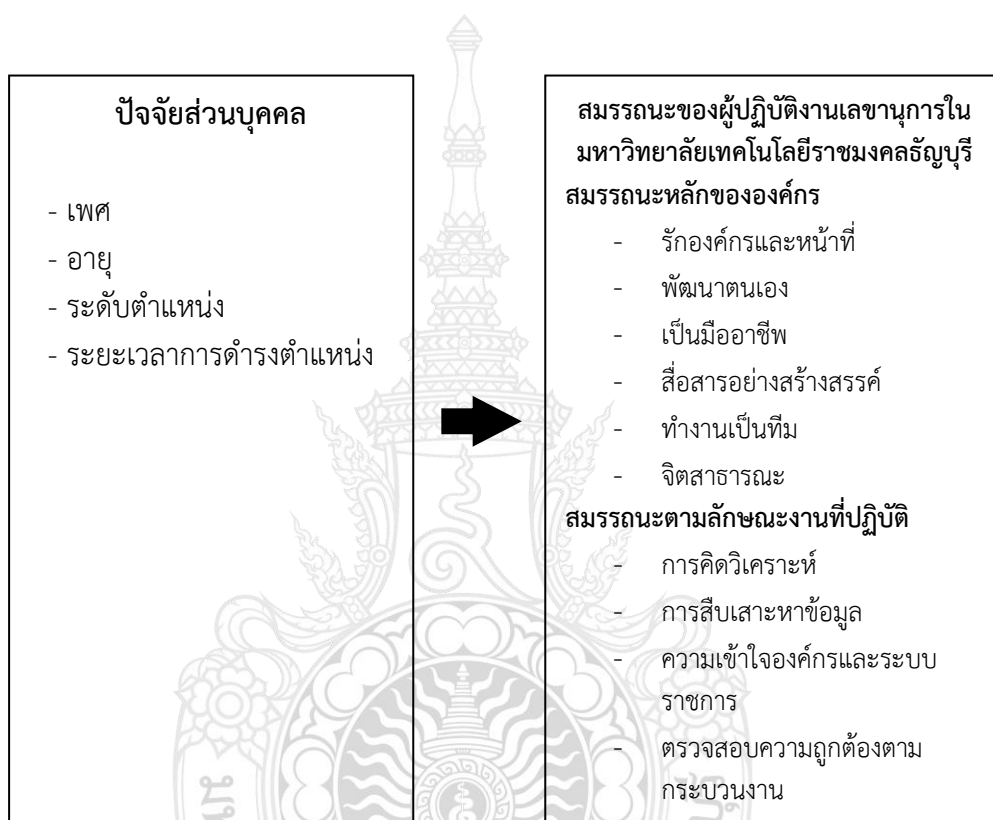 ปัจจัยส่วนบุคคล
- เพศ
- อายุ
- ระดับตำแหน่ง
- ระยะเวลาการดำรงตำแหน่ง
สมรรถนะของผู้ปฏิบัติงานเลขานุการใน
มหาวิทยาลัยเทคโนโลยีราชมงคลธัญบุรี
สมรรถนะหลักขององค์กร
- รักองค์กรและหน้าที่
- พัฒนาตนเอง
- เป็นมืออาชีพ
- สื่อสารอย่างสร้างสรรค์
- ทำงานเป็นทีม
- จิตสาธารณะ
สมรรถนะตามลักษณะงานที่ปฏิบัติ
- การคิดวิเคราะห์
- การสืบเสาะหาข้อมูล
- ความเข้าใจองค์กรและระบบ
ราชการ
- ตรวจสอบความถูกต้องตาม
กระบวนงาน